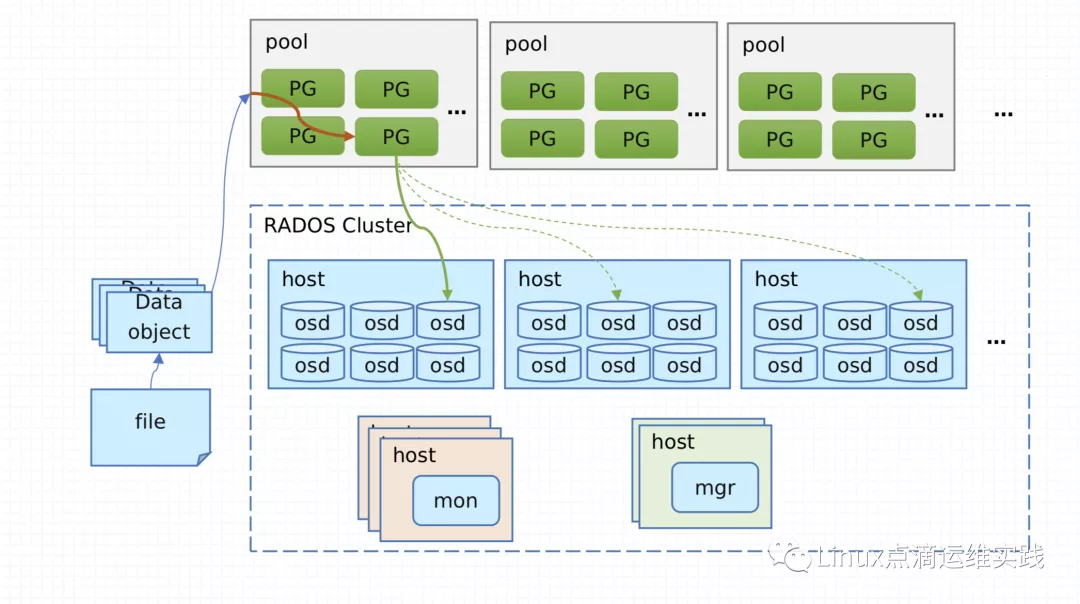 pool
pool
pool
PG PG
PG PG
PG PG
PG PG
...
...
...
...
PG PG
PG PG
PG PG
RADOS Cluster
host
host
host
Data
object
osd osd osd
osd osd osd
osd osd osd
...
osd osd osd
osd osd osd
osd osd osd
file
host
mon
host
mgr
Linux点滴运维实践